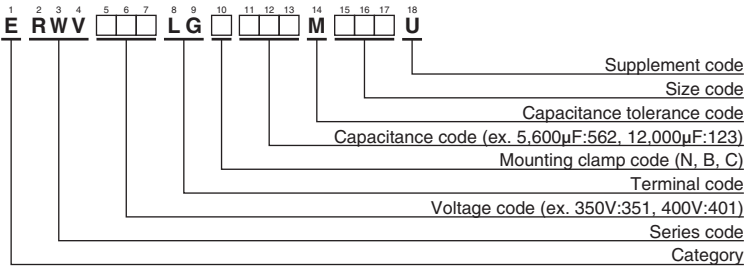 1 2 3 4 5 6 7 8 9 10 11 12 13 14 15 16 17 18
E RWV □□□ LG □ □□□ M □□□ U
Supplement code
Size code
Capacitance tolerance code
Capacitance code (ex. 5,600µF:562, 12,000µF:123)
Mounting clamp code (N, B, C)
Terminal code
Voltage code (ex. 350V:351, 400V:401)
Series code
Category